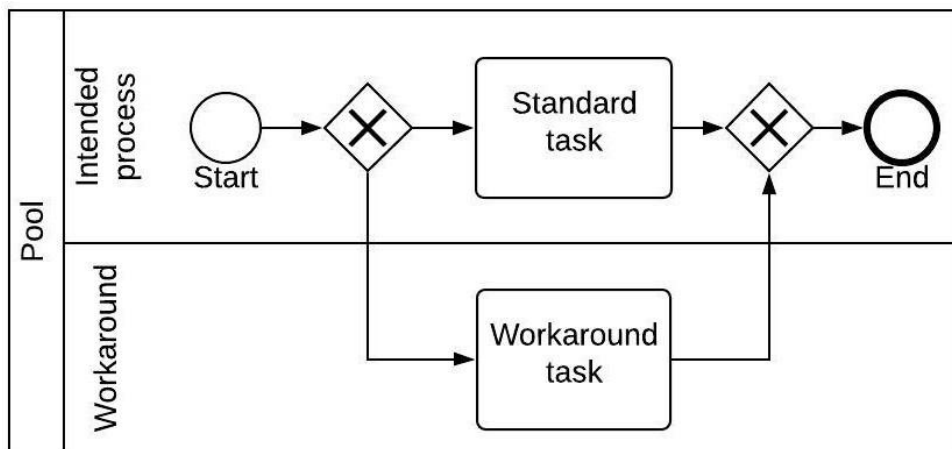 Pool
Intended
process
Start
Standard
task
End
Workaround
Workaround
task